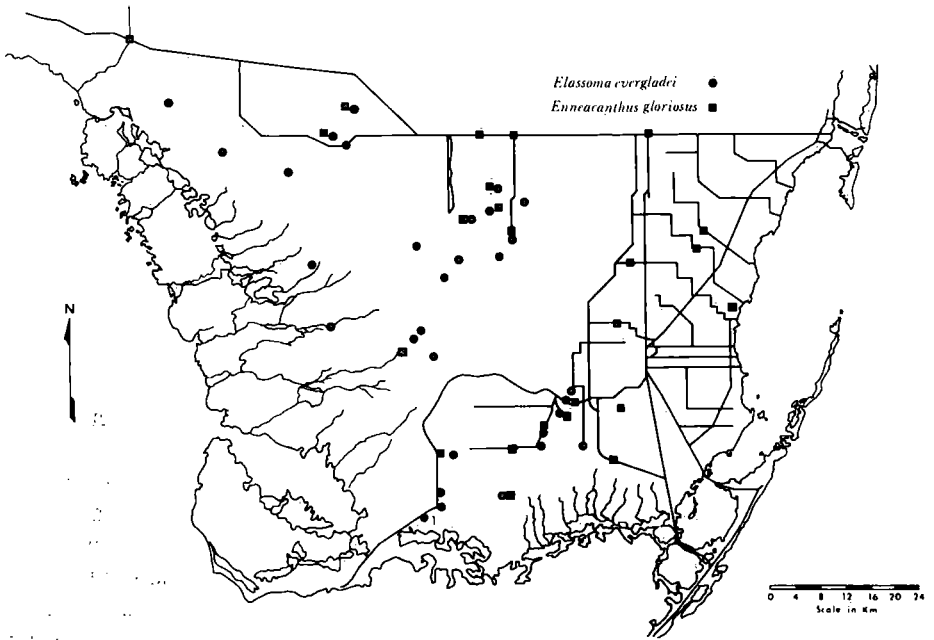 Elassoma evergladei
Enneacanthus gloriosus
N
0 4 8 12 16 20 24
Scale in Km